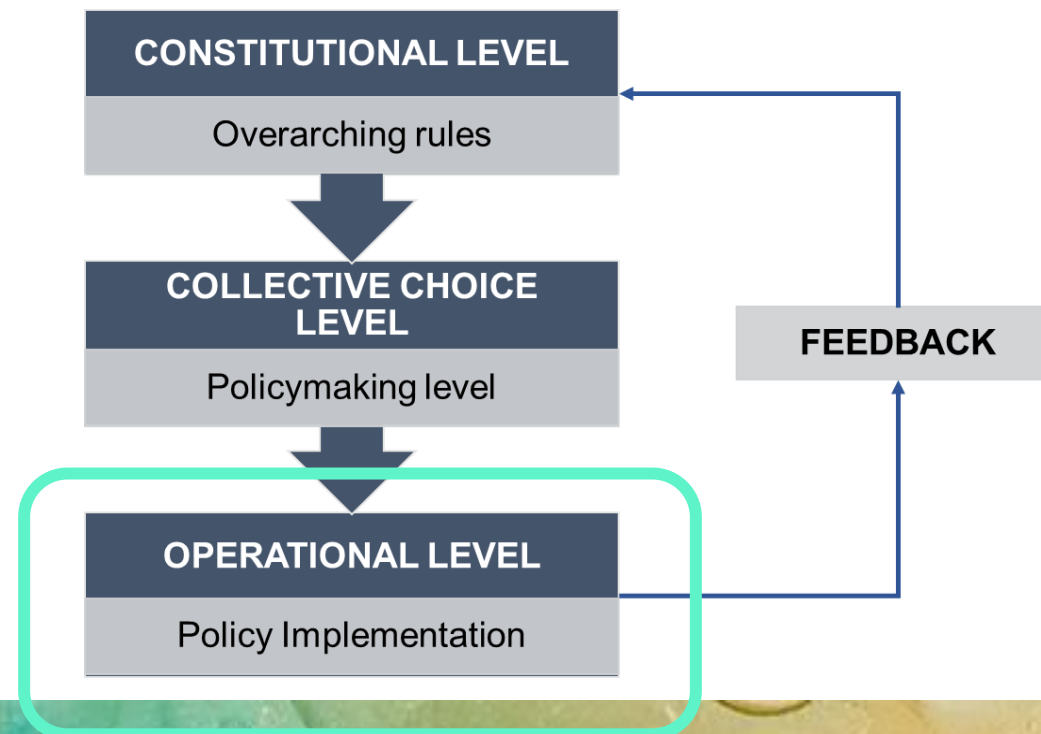 CONSTITUTIONAL LEVEL
Overarching rules
COLLECTIVE CHOICE
LEVEL
Policymaking level
FEEDBACK
OPERATIONAL LEVEL
Policy Implementation